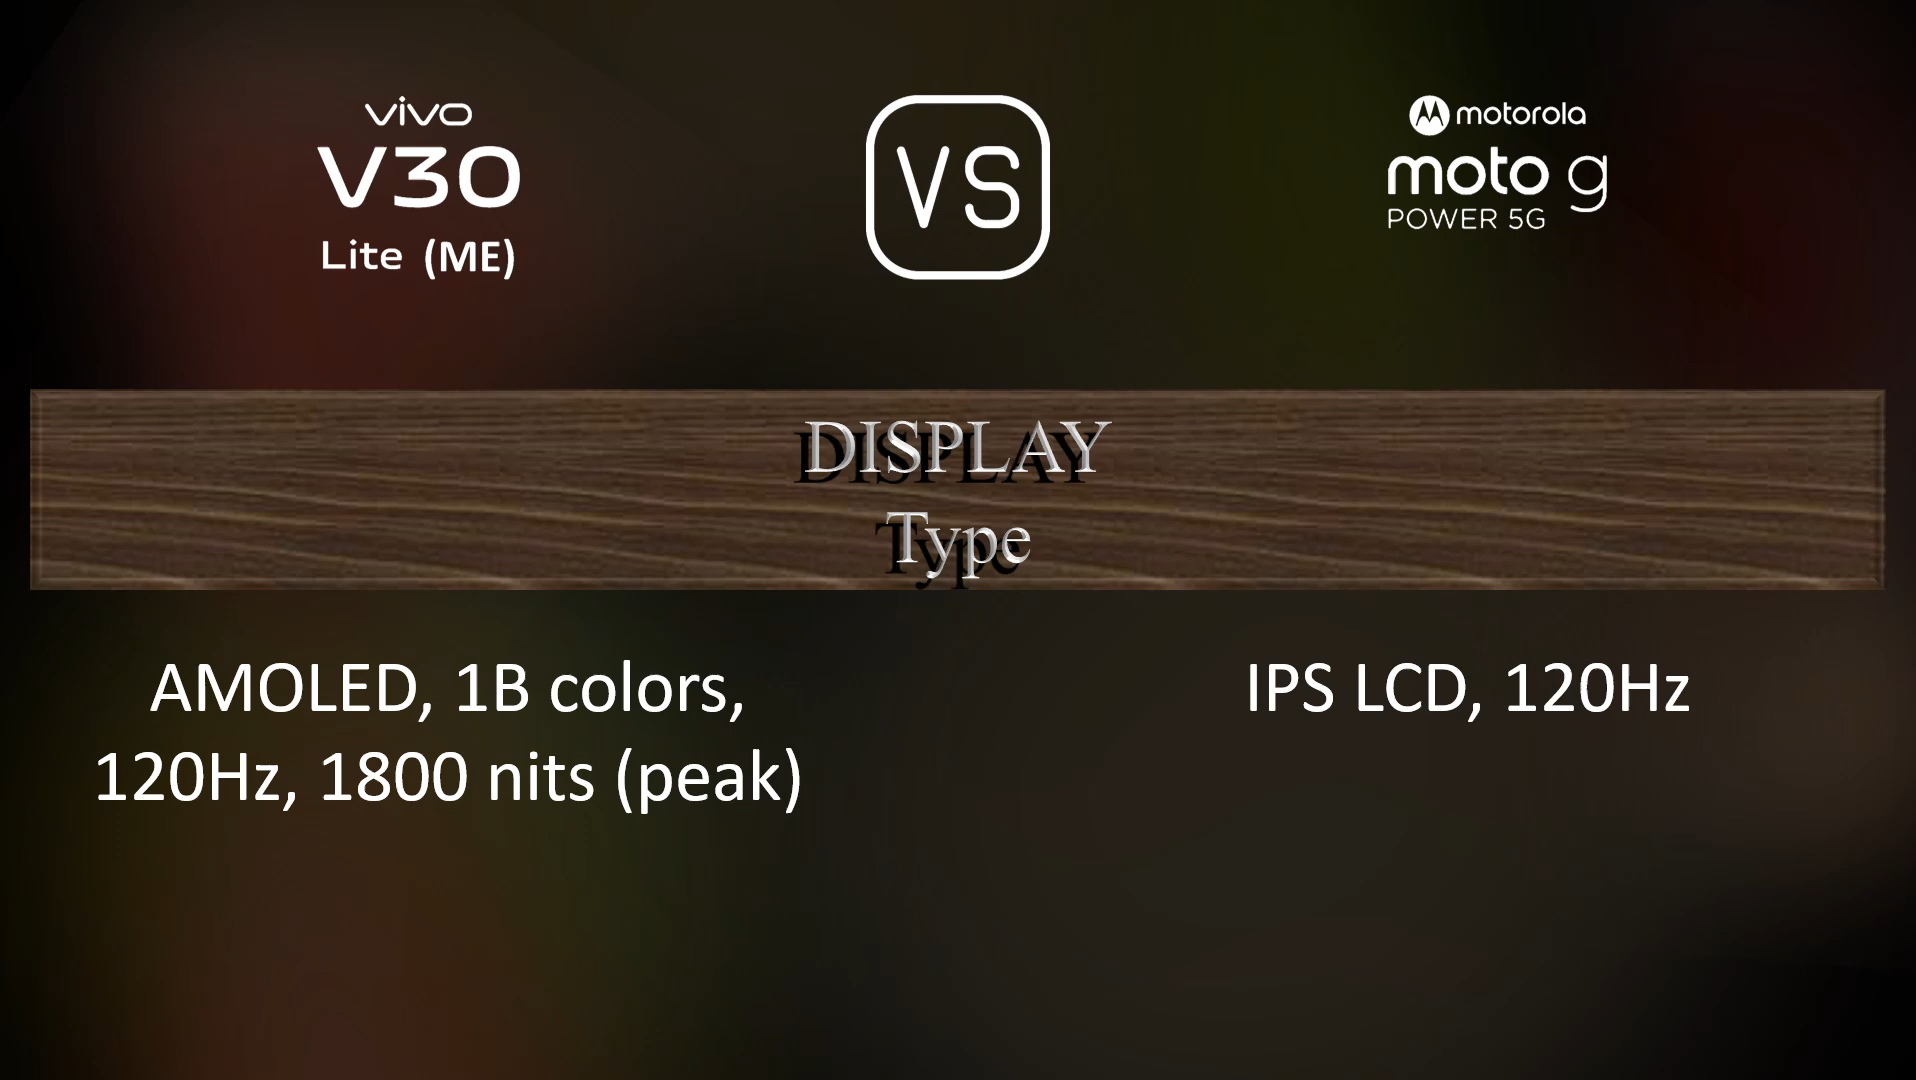 vivo
V30
Lite (ME)
VS
motorola
moto g
POWER 5G
DISPLAY
Type
AMOLED, 1B colors,
120Hz, 1800 nits (peak)
IPS LCD, 120Hz